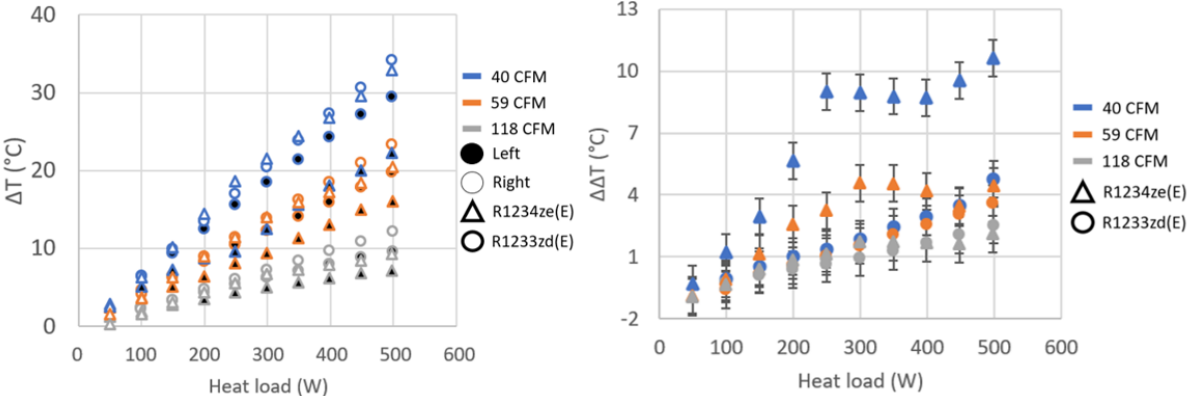 40
30
20
10
0
ΔT (°C)
0 100 200 300 400 500 600
Heat load (W)
40 CFM
59 CFM
118 CFM
Left
Right
R1234ze(E)
R1233zd(E)
13
10
7
4
1
-2
ΔΔT (°C)
0 100 200 300 400 500 600
Heat load (W)
40 CFM
59 CFM
118 CFM
R1234ze(E)
R1233zd(E)